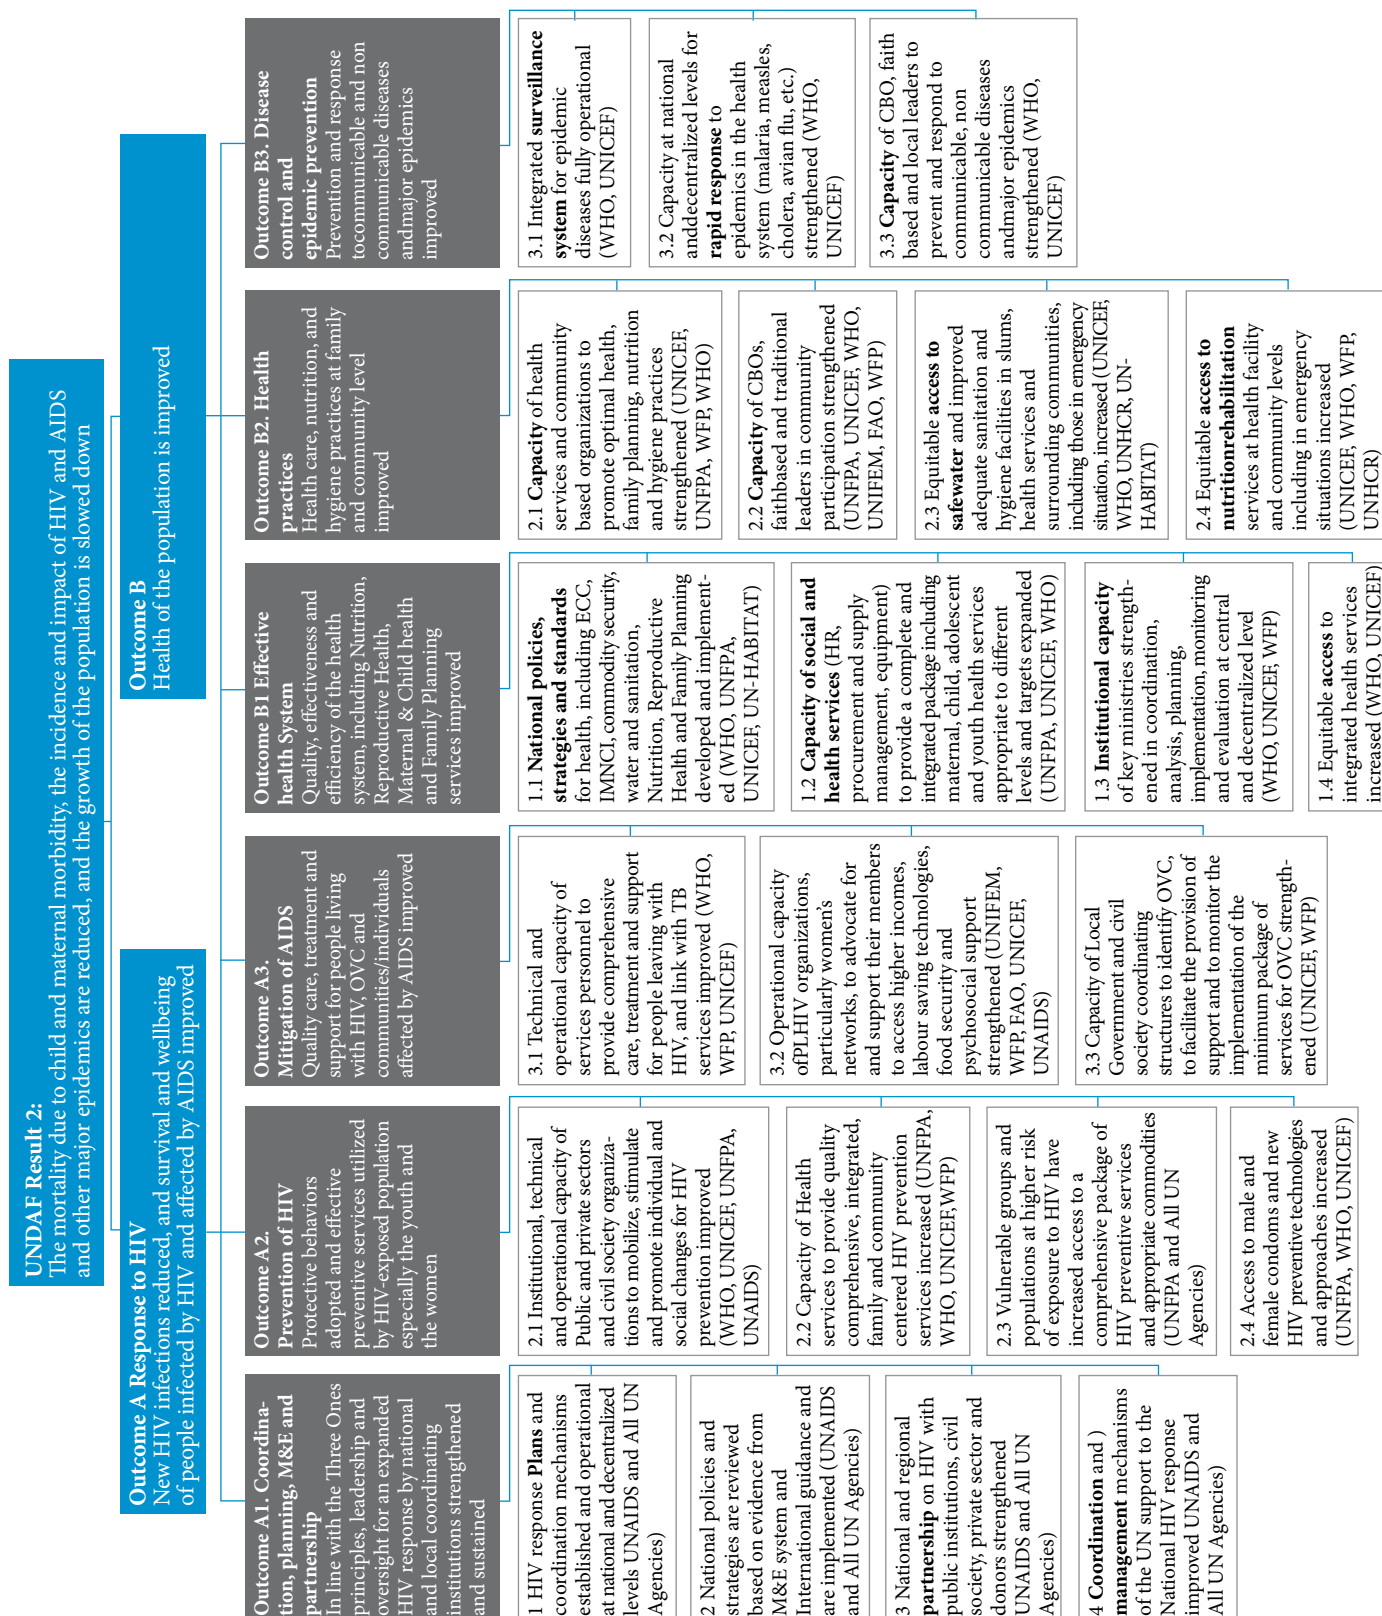 UNDAF Result 2:
The mortality due to child and maternal morbidity, the incidence and impact of HIV and AIDS
and other major epidemics are reduced, and the growth of the population is slowed down
Outcome A Response to HIV
New HIV infections reduced, and survival and wellbeing
of people infected by HIV and affected by AIDS improved
Outcome B
Health of the population is improved
Outcome A1. Coordina-
tion, planning, M&E and
partnership
In line with the Three Ones
principles, leadership and
oversight for an expanded
HIV response by national
and local coordinating
institutions strengthened
and sustained
1 HIV response Plans and
coordination mechanisms
established and operational
at national and decentralized
levels UNAIDS and All UN
Agencies)
2 National policies and
strategies are reviewed
based on evidence from
M&E system and
International guidance and
are implemented (UNAIDS
and All UN Agencies)
3 National and regional
partnership on HIV with
public institutions, civil
society, private sector and
donors strengthened
UNAIDS and All UN
Agencies)
4 Coordination and )
management mechanisms
of the UN support to the
National HIV response
improved UNAIDS and
All UN Agencies)
Outcome A2.
Prevention of HIV
Protective behaviors
adopted and effective
preventive services utilized
by HIV-exposed population
especially the youth and
the women
2.1 Institutional, technical
and operational capacity of
Public and private sectors
and civil society organiza-
tions to mobilize, stimulate
and promote individual and
social changes for HIV
prevention improved
(WHO, UNICEF, UNFPA,
UNAIDS)
2.2 Capacity of Health
services to provide quality
comprehensive, integrated,
family and community
centered HIV prevention
services increased (UNFPA,
WHO, UNICEF,WFP)
2.3 Vulnerable groups and
populations at higher risk
of exposure to HIV have
increased access to a
comprehensive package of
HIV preventive services
and appropriate commodities
(UNFPA and All UN
Agencies)
2.4 Access to male and
female condoms and new
HIV preventive technologies
and approaches increased
(UNFPA, WHO, UNICEF)
Outcome A3.
Mitigation of AIDS
Quality care, treatment and
support for people living
with HIV, OVC and
communities/individuals
affected by AIDS improved
3.1 Technical and
operational capacity of
services personnel to
provide comprehensive
care, treatment and support
for people leaving with
HIV, and link with TB
services improved (WHO,
WFP, UNICEF)
3.2 Operational capacity
ofPLHIV organizations,
particularly women's
networks, to advocate for
and support their members
to access higher incomes,
labour saving technologies,
food security and
psychosocial support
strengthened (UNIFEM,
WFP, FAO, UNICEF,
UNAIDS)
3.3 Capacity of Local
Government and civil
society coordinating
structures to identify OVC,
to facilitate the provision of
support and to monitor the
implementation of the
minimum package of
services for OVC strength-
ened (UNICEF, WFP)
Outcome B1 Effective
health System
Quality, effectiveness and
efficiency of the health
system, including Nutrition,
Reproductive Health,
Maternal & Child health
and Family Planning
services improved
1.1 National policies,
strategies and standards
for health, including ECC,
IMNCI, commodity security,
water and sanitation,
Nutrition, Reproductive
Health and Family Planning
developed and implement-
ed (WHO, UNFPA,
UNICEF, UN-HABITAT)
1.2 Capacity of social and
health services (HR,
procurement and supply
management, equipment)
to provide a complete and
integrated package including
maternal, child, adolescent
and youth health services
appropriate to different
levels and targets expanded
(UNFPA, UNICEF, WHO)
1.3 Institutional capacity
of key ministries strength-
ened in coordination,
analysis, planning,
implementation, monitoring
and evaluation at central
and decentralized level
(WHO, UNICEF, WFP)
1.4 Equitable access to
integrated health services
increased (WHO, UNICEF)
Outcome B2. Health
practices
Health care, nutrition, and
hygiene practices at family
and community level
improved
2.1 Capacity of health
services and community
based organizations to
promote optimal health,
family planning, nutrition
and hygiene practices
strengthened (UNICEF,
UNFPA, WFP, WHO)
2.2 Capacity of CBOs,
faithbased and traditional
leaders in community
participation strengthened
(UNFPA, UNICEF, WHO,
UNIFEM, FAO, WFP)
2.3 Equitable access to
safewater and improved
adequate sanitation and
hygiene facilities in slums,
health services and
surrounding communities,
including those in emergency
situation, increased (UNICEF,
WHO, UNHCR, UN-
HABITAT)
2.4 Equitable access to
nutritionrehabilitation
services at health facility
and community levels
including in emergency
situations increased
(UNICEF, WHO, WFP,
UNHCR)
Outcome B3. Disease
control and
epidemic prevention
Prevention and response
tocommunicable and non
communicable diseases
andmajor epidemics
improved
3.1 Integrated surveillance
system for epidemic
diseases fully operational
(WHO, UNICEF)
3.2 Capacity at national
anddecentralized levels for
rapid response to
epidemics in the health
system (malaria, measles,
cholera, avian flu, etc.)
strengthened (WHO,
UNICEF)
3.3 Capacity of CBO, faith
based and local leaders to
prevent and respond to
communicable, non
communicable diseases
andmajor epidemics
strengthened (WHO,
UNICEF)